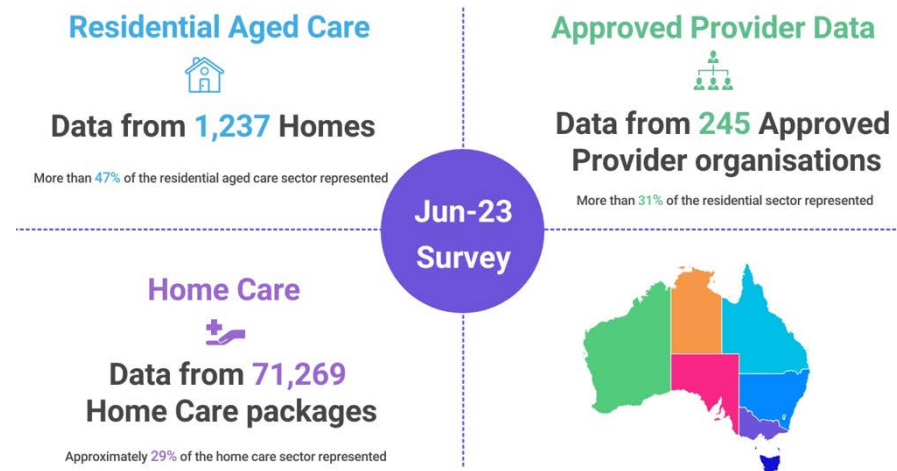 Residential Aged Care
Data from 1,237 Homes
More than 47% of the residential aged care sector represented
Approved Provider Data
Data from 245 Approved
Provider organisations
More than 31% of the residential sector represented
Jun-23
Survey
Home Care
Data from 71,269
Home Care packages
Approximately 29% of the home care sector represented